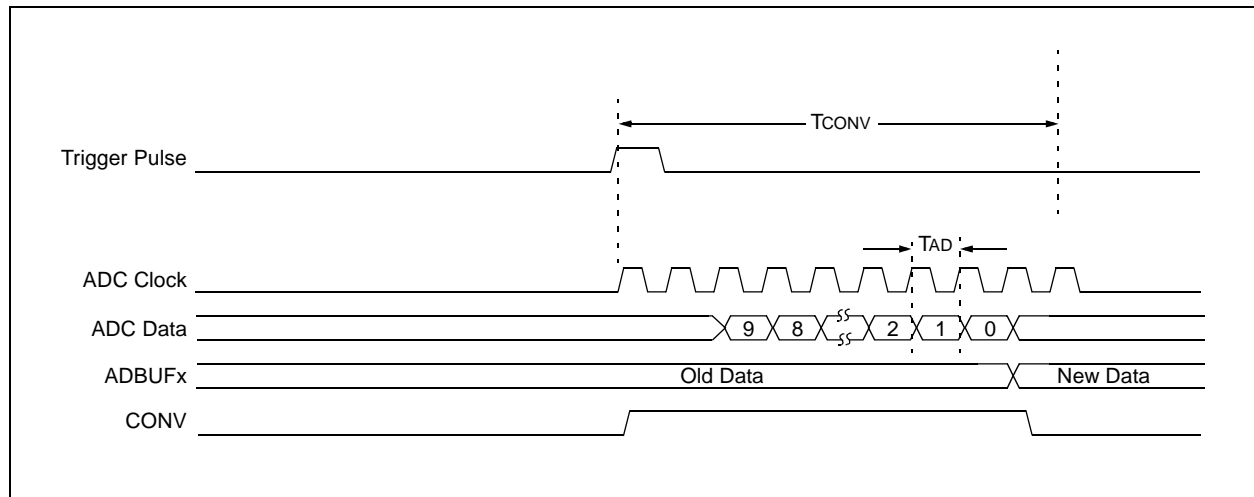 TCONV
Trigger Pulse
TAD
ADC Clock
ADC Data 9 8 2 1 0
ADBUFx Old Data New Data
CONV